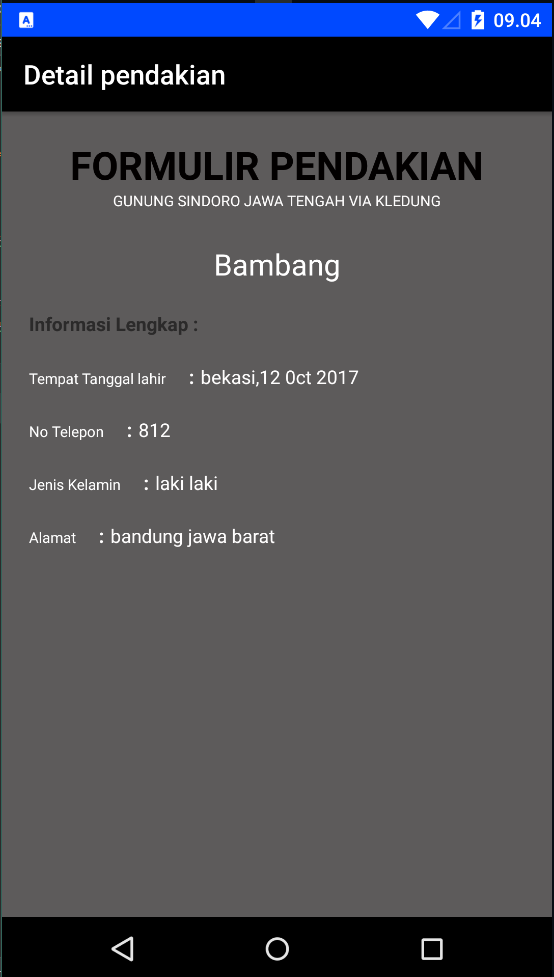 A
09.04
Detail pendakian
FORMULIR PENDAKIAN
GUNUNG SINDORO JAWA TENGAH VIA KLEDUNG
Bambang
Informasi Lengkap :
Tempat Tanggal lahir : bekasi,12 Oct 2017
No Telepon : 812
Jenis Kelamin : laki laki
Alamat : bandung jawa barat